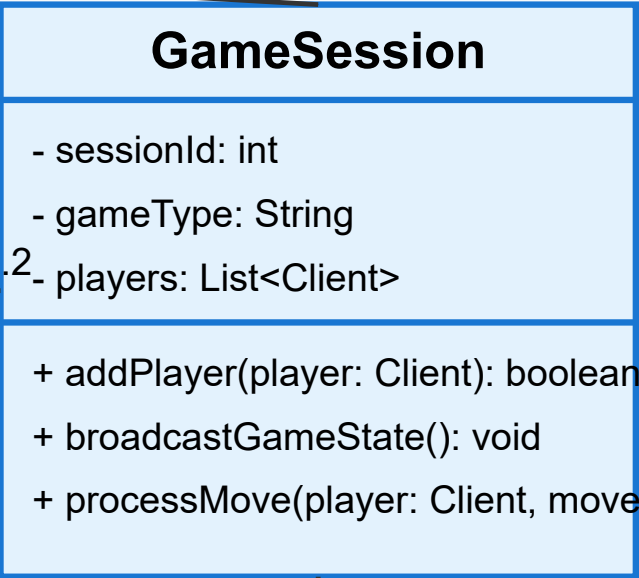 GameSession
- sessionId: int
- gameType: String
.2
- players: List<Client>
+ addPlayer(player: Client): boolean
+ broadcastGameState(): void
+ processMove(player: Client, move